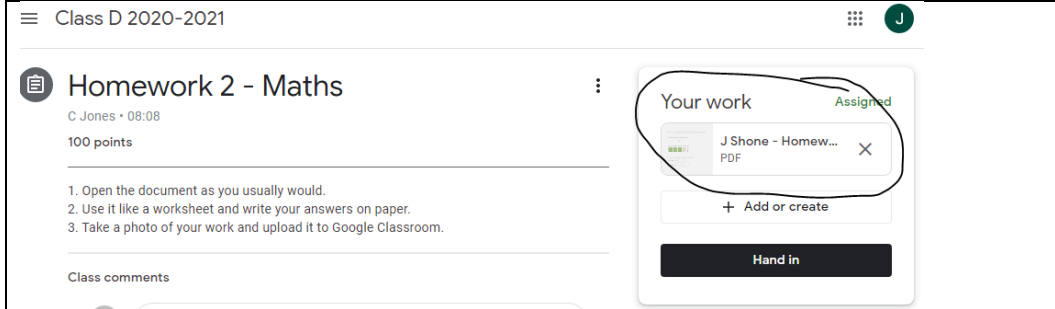 Class D 2020-2021
J
Homework 2 - Maths
C Jones • 08:08
100 points
1. Open the document as you usually would.
2. Use it like a worksheet and write your answers on paper.
3. Take a photo of your work and upload it to Google Classroom.
Class comments
Your work Assigned
J Shone - Homew...
PDF
+ Add or create
Hand in